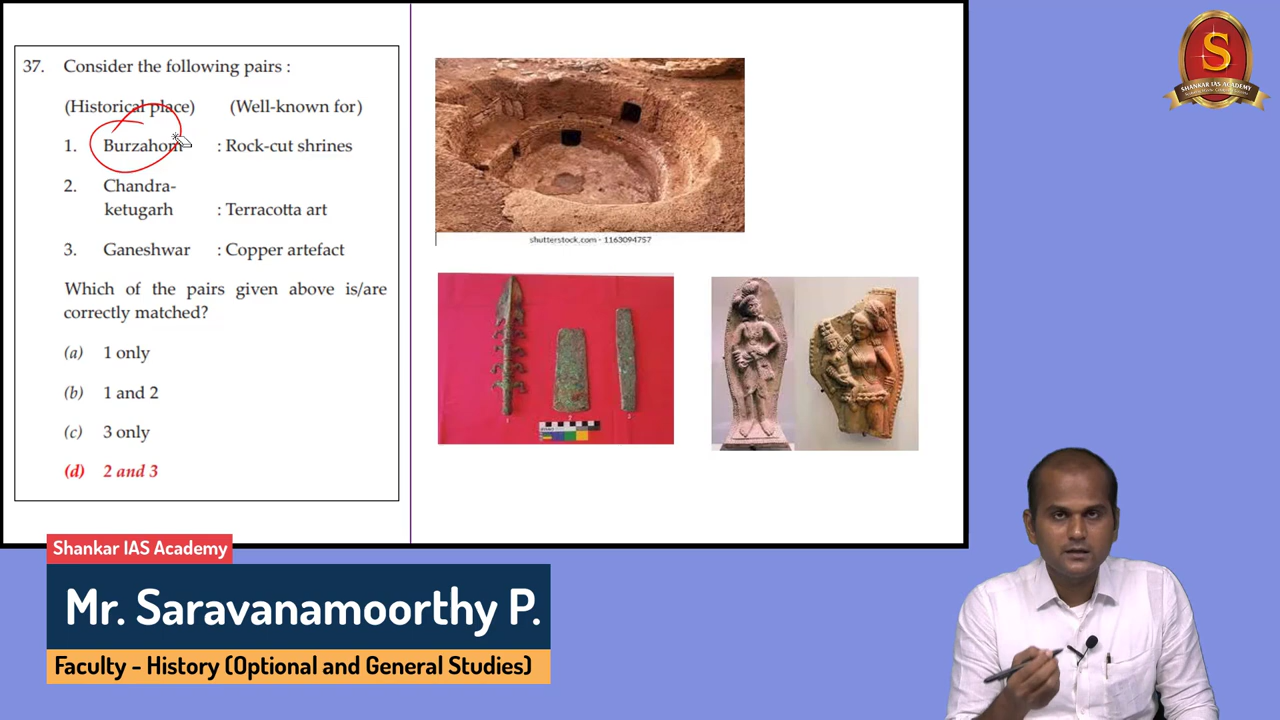 37. Consider the following pairs :
(Historical place) (Well-known for)
1. Burzahom : Rock-cut shrines
2. Chandra-
ketugarh : Terracotta art
3. Ganeshwar : Copper artefact
Which of the pairs given above is/are
correctly matched?
(a) 1 only
(b) 1 and 2
(c) 3 only
(d) 2 and 3
shutterstock.com · 1163094757
S
SHANKAR IAS ACADEMY
Shankar IAS Academy
Mr. Saravanamoorthy P.
Faculty - History (Optional and General Studies)